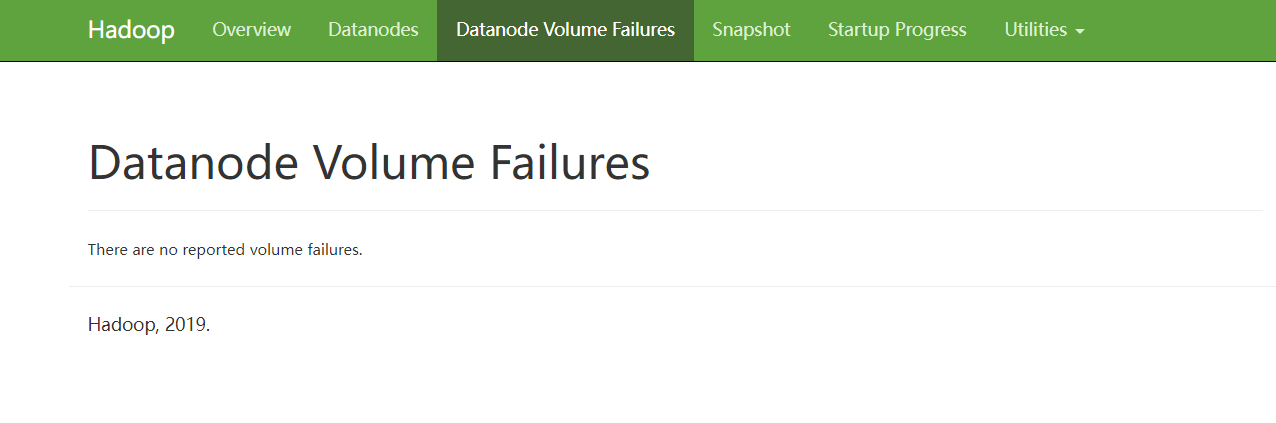 Hadoop Overview Datanodes Datanode Volume Failures Snapshot Startup Progress Utilities
Datanode Volume Failures
There are no reported volume failures.
Hadoop, 2019.